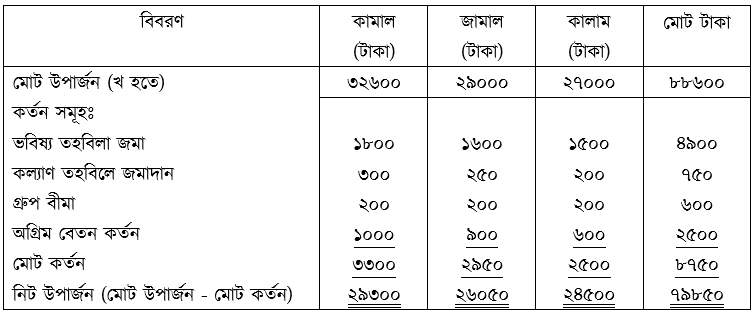 বিবরণ কামাল জামাল কালাম মোট টাকা
(টাকা) (টাকা) (টাকা)
মোট উপার্জন (খ হতে) ৩২৬০০ ২৯০০০ ২৭০০০ ৮৮৬০০
কর্তন সমূহঃ
ভবিষ্য তহবিলা জমা ১৮০০ ১৬০০ ১৫০০ ৪৯০০
কল্যাণ তহবিলে জমাদান ৩০০ ২৫০ ২০০ ৭৫০
গ্রুপ বীমা ২০০ ২০০ ২০০ ৬০০
অগ্রিম বেতন কর্তন ১০০০ ৯০০ ৬০০ ২৫০০
মোট কর্তন ৩৩০০ ২৯৫০ ২৫০০ ৮৭৫০
নিট উপার্জন (মোট উপার্জন - মোট কর্তন) ২৯৩০০ ২৬০৫০ ২৪৫০০ ৭৯৮৫০